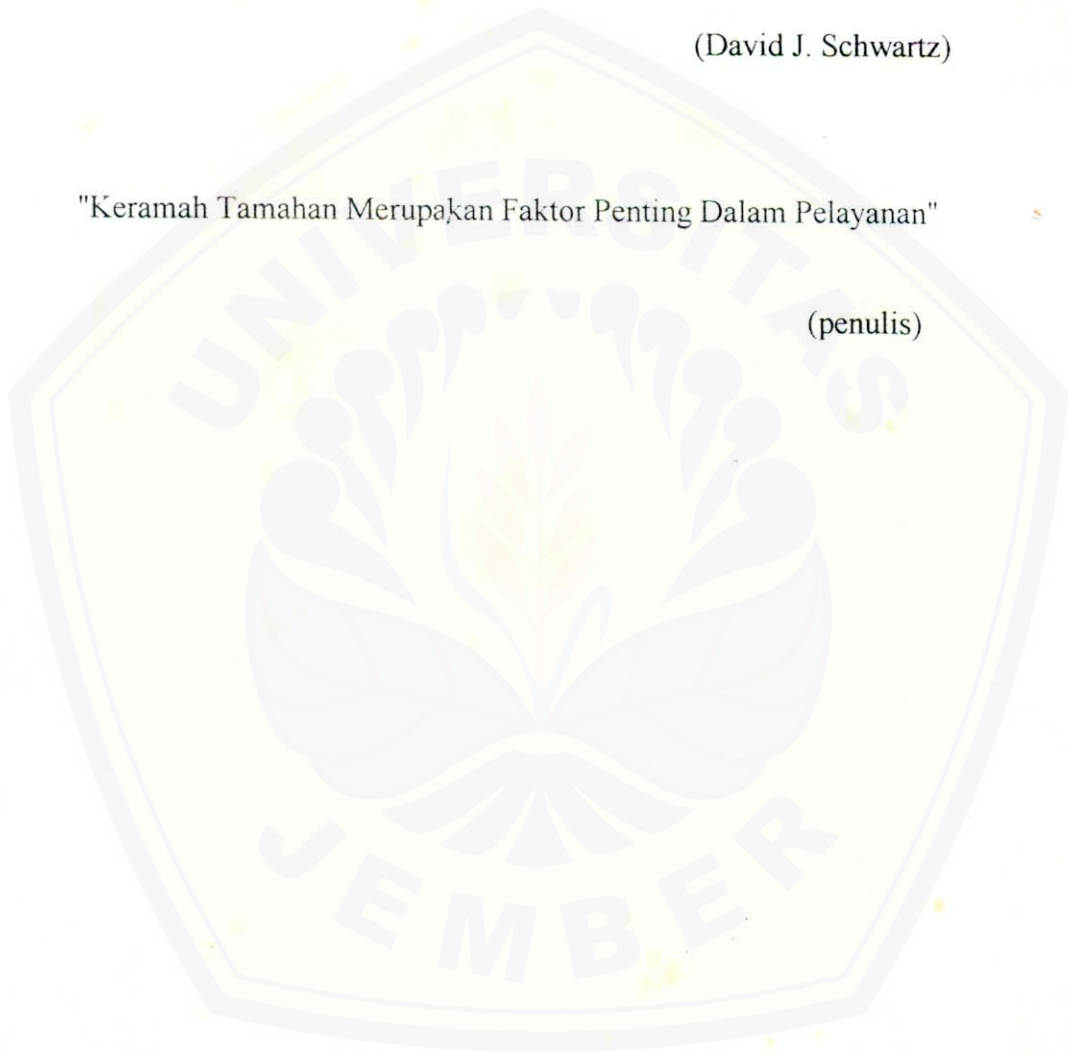 (David J. Schwartz)
"Keramah Tamahan Merupakan Faktor Penting Dalam Pelayanan"
(penulis)
UNIVERSITAS
JEMBER